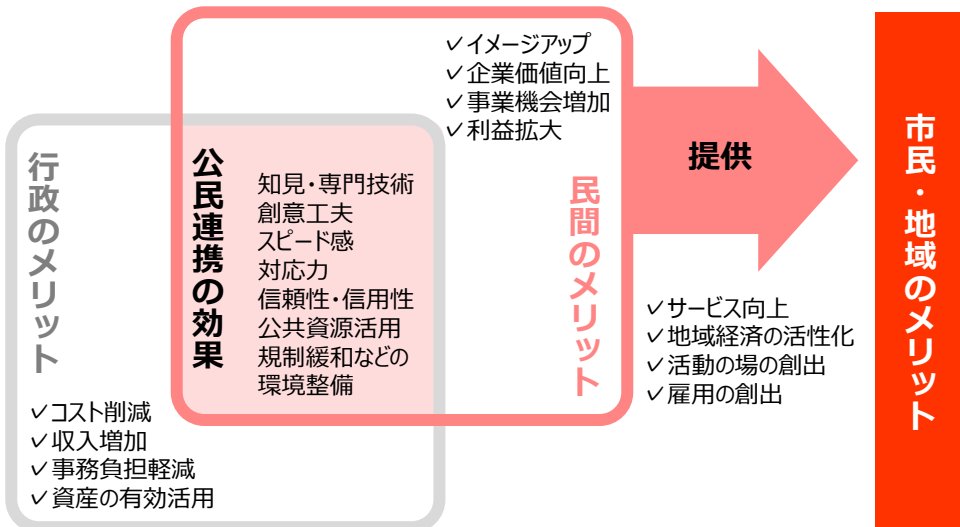 行政のメリット
✓コスト削減
✓収入増加
✓事務負担軽減
✓資産の有効活用
公民連携の効果
知見・専門技術
創意工夫
スピード感
対応力
信頼性・信用性
公共資源活用
規制緩和などの
環境整備
✓イメージアップ
✓企業価値向上
✓事業機会増加
✓利益拡大
民間のメリット
提供
✓サービス向上
✓地域経済の活性化
✓活動の場の創出
✓雇用の創出
市民・地域のメリット